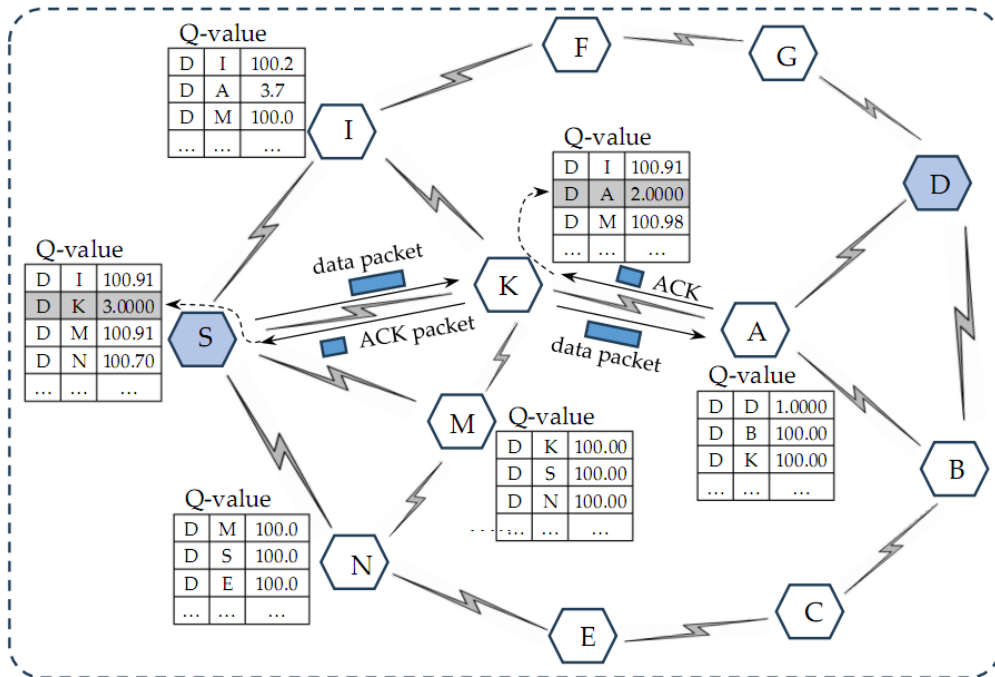 Q-value
D I 100.2
D A 3.7
D M 100.0
... ... ...
F
G
I
Q-value
D I 100.91
D A 2.0000
D M 100.98
... ... ...
D
Q-value
D I 100.91
D K 3.0000
D M 100.91
D N 100.70
... ... ...
data packet
K
ACK
S
ACK packet
data packet
A
Q-value
D D 1.0000
D B 100.00
D K 100.00
... ... ...
M
Q-value
D K 100.00
D S 100.00
D N 100.00
... ... ...
B
Q-value
D M 100.0
D S 100.0
D E 100.0
... ... ...
N
C
E